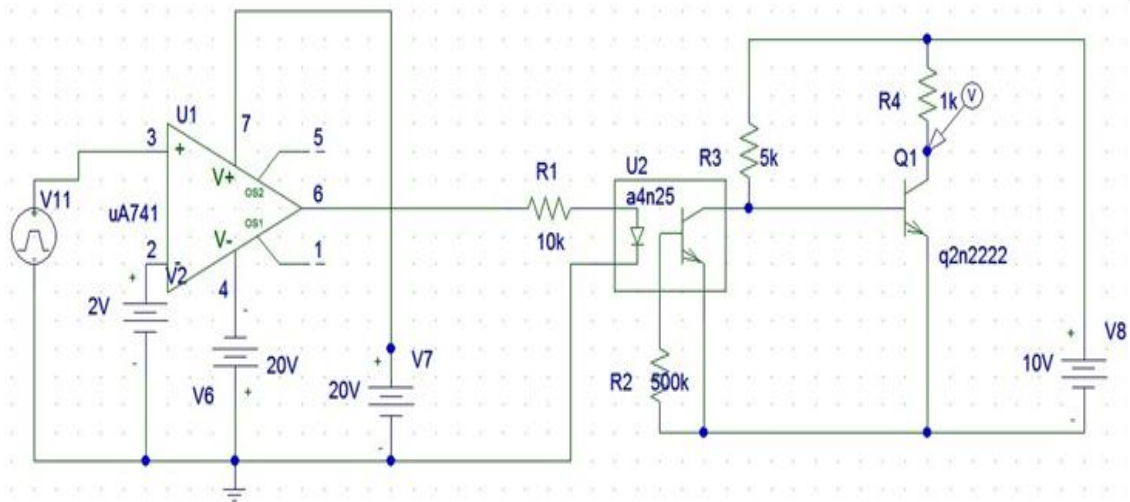 U1
7
5
3
+
V+
OS2
6
V11
uA741
OS1
V-
2
-
1
V2
4
+
2V
-
-
20V
V6
+
R1
10k
U2
a4n25
R3
5k
R4
1k
V
Q1
q2n2222
+
V7
20V
-
R2
500k
+
V8
10V
-